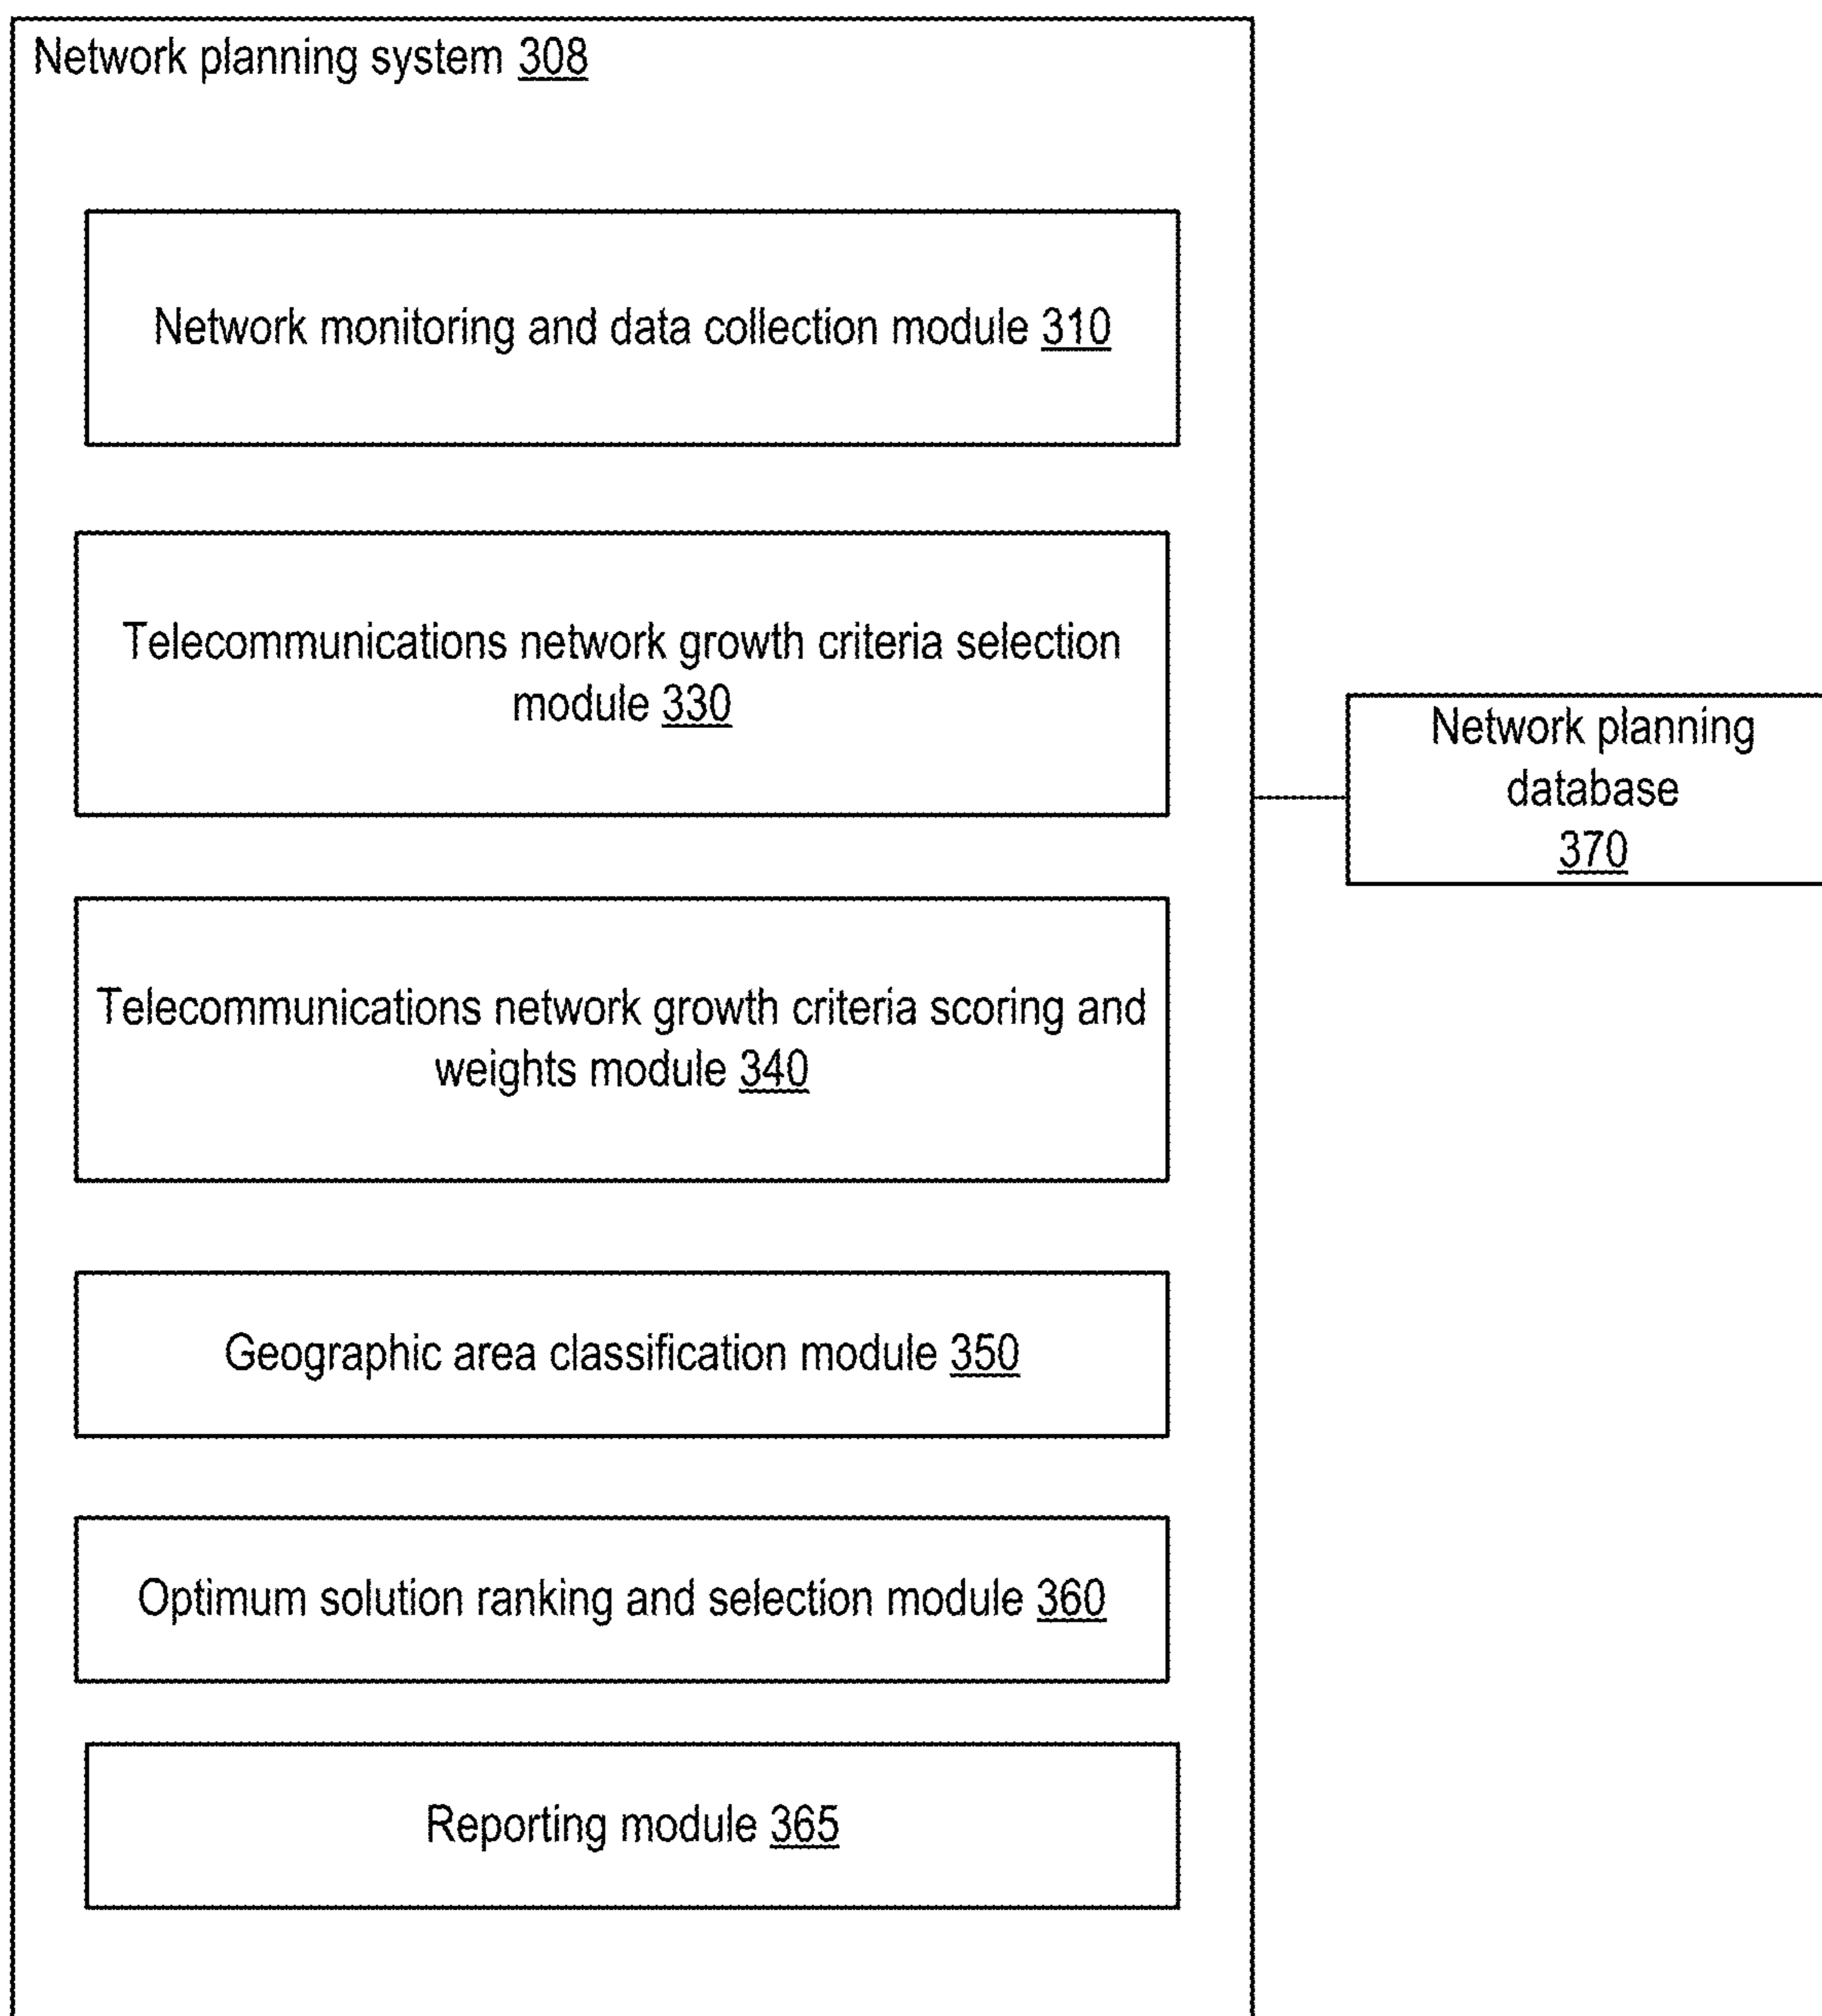 Network planning system 308
Network monitoring and data collection module 310
Telecommunications network growth criteria selection
module 330
Telecommunications network growth criteria scoring and
weights module 340
Geographic area classification module 350
Optimum solution ranking and selection module 360
Reporting module 365
Network planning
database
370